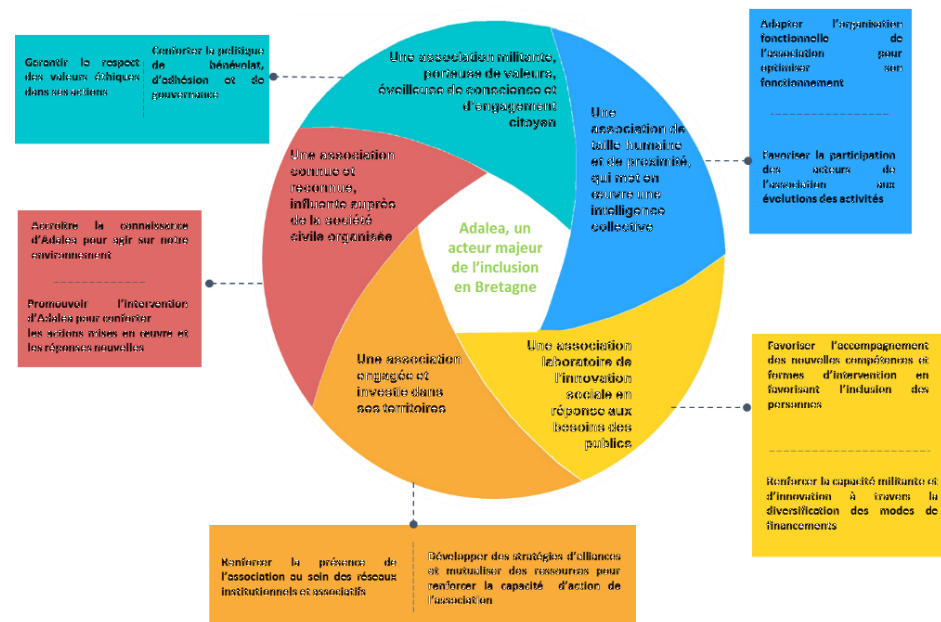 Garantir le respect
des valeurs éthiques
dans ses actions
Conforter la politique
de bénévolat,
d'adhésion et de
gouvernance
Une association militante,
porteuse de valeurs,
éveilleuse de conscience et
d'engagement
citoyen
Adapter l'organisation
fonctionnelle de
l'association pour
optimiser son
fonctionnement
Favoriser la participation
des acteurs de
l'association aux
évolutions des activités
Une
association de
taille humaine
et de proximité,
qui met en
œuvre une
intelligence
collective
Une association
connue et
reconnue,
influente auprès
de la société
civile organisée
Adalea, un
acteur majeur
de l'inclusion
en Bretagne
Accroître la connaissance
d'Adalea pour agir sur notre
environnement
Promouvoir l'intervention
d'Adalea pour conforter
les actions mises en œuvre et
les réponses nouvelles
Une association
engagée et
investie dans
ses territoires
Une association
laboratoire de
l'innovation
sociale en
réponse aux
besoins des
publics
Favoriser l'accompagnement
des nouvelles compétences et
formes d'intervention en
favorisant l'inclusion des
personnes
Renforcer la capacité militante et
d'innovation à travers la
diversification des modes de
financements
Renforcer la présence de
l'association au sein des réseaux
institutionnels et associatifs
Développer des stratégies d'alliances
et mutualiser des ressources pour
renforcer la capacité d'action de
l'association